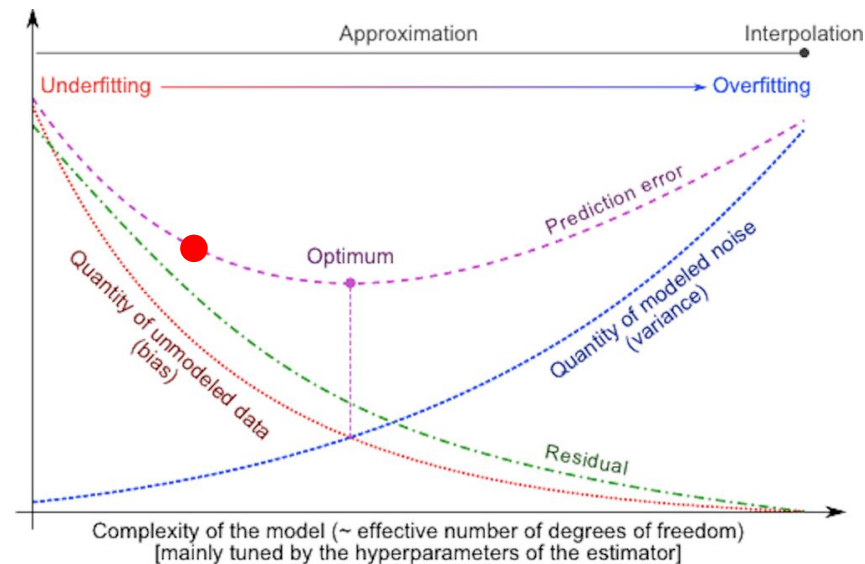 Approximation
Interpolation
Underfitting
Overfitting
Prediction error
Optimum
Quantity of unmodeled data
(bias)
Quantity of modeled noise
(variance)
Residual
Complexity of the model (~ effective number of degrees of freedom)
[mainly tuned by the hyperparameters of the estimator]